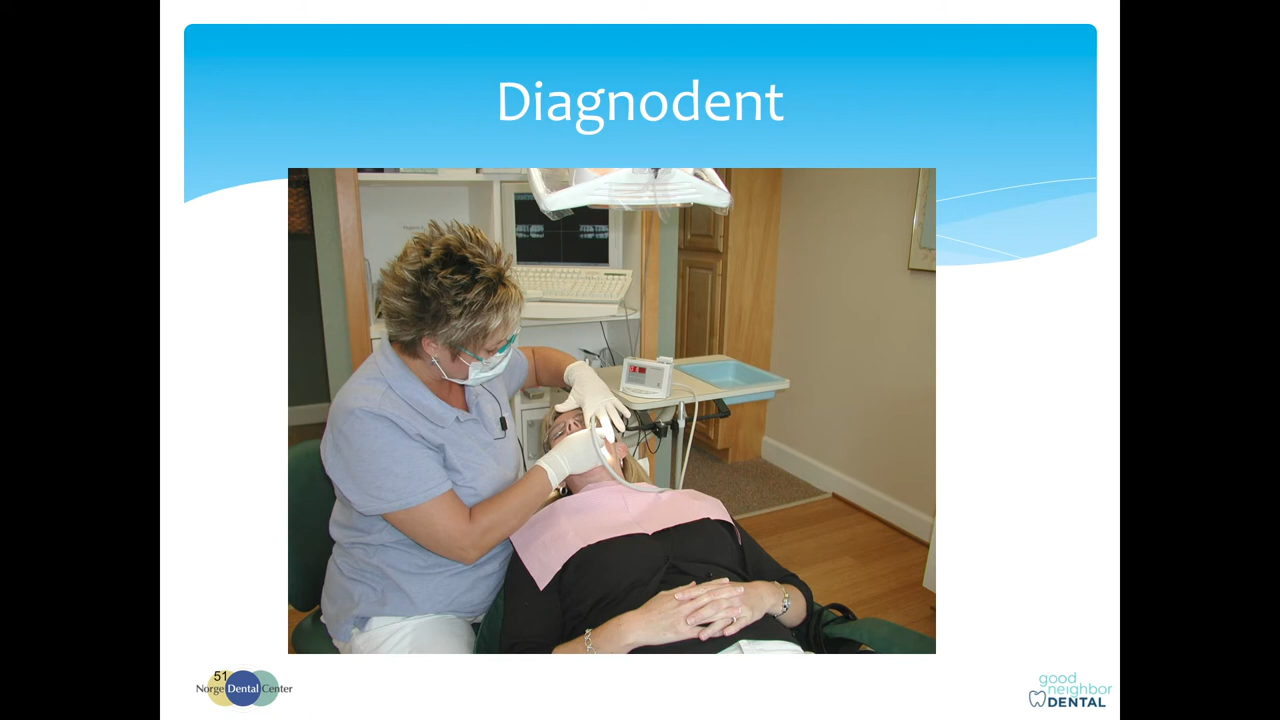 Diagnodent
51
Norge Dental Center
good
neighbor
DENTAL